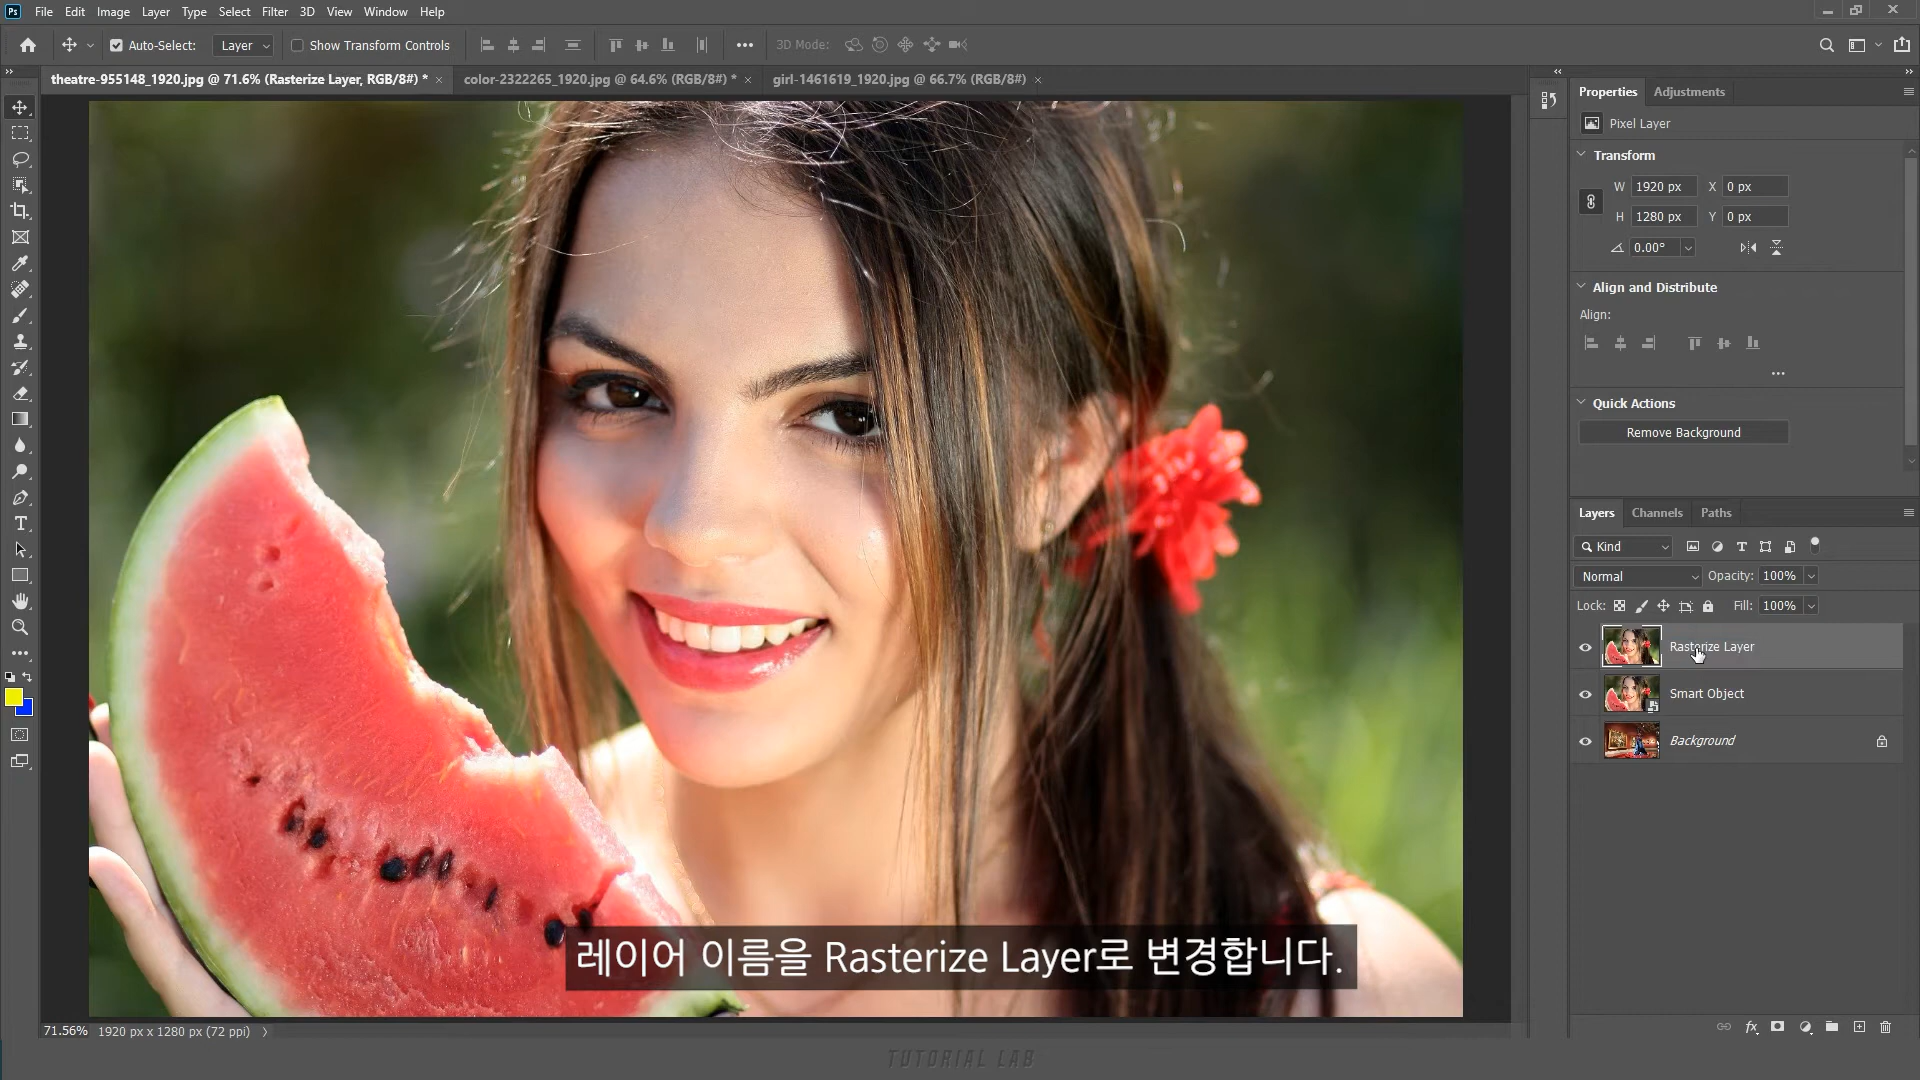 Ps File Edit Image Layer Type Select Filter 3D View Window Help
Auto-Select: Layer Show Transform Controls 3D Mode:
theatre-955148_1920.jpg @ 71.6% (Rasterize Layer, RGB/8#) * color-2322265_1920.jpg @ 64.6% (RGB/8#) * girl-1461619_1920.jpg @ 66.7% (RGB/8#)
Properties Adjustments
Pixel Layer
Transform
W 1920 px X 0 px
H 1280 px Y 0 px
0.00°
Align and Distribute
Align:
Quick Actions
Remove Background
Layers Channels Paths
Kind
Normal Opacity: 100%
Lock: Fill: 100%
Rasterize Layer
Smart Object
Background
레이어 이름을 Rasterize Layer로 변경합니다.
71.56% 1920 px x 1280 px (72 ppi)
TUTORIAL LAB